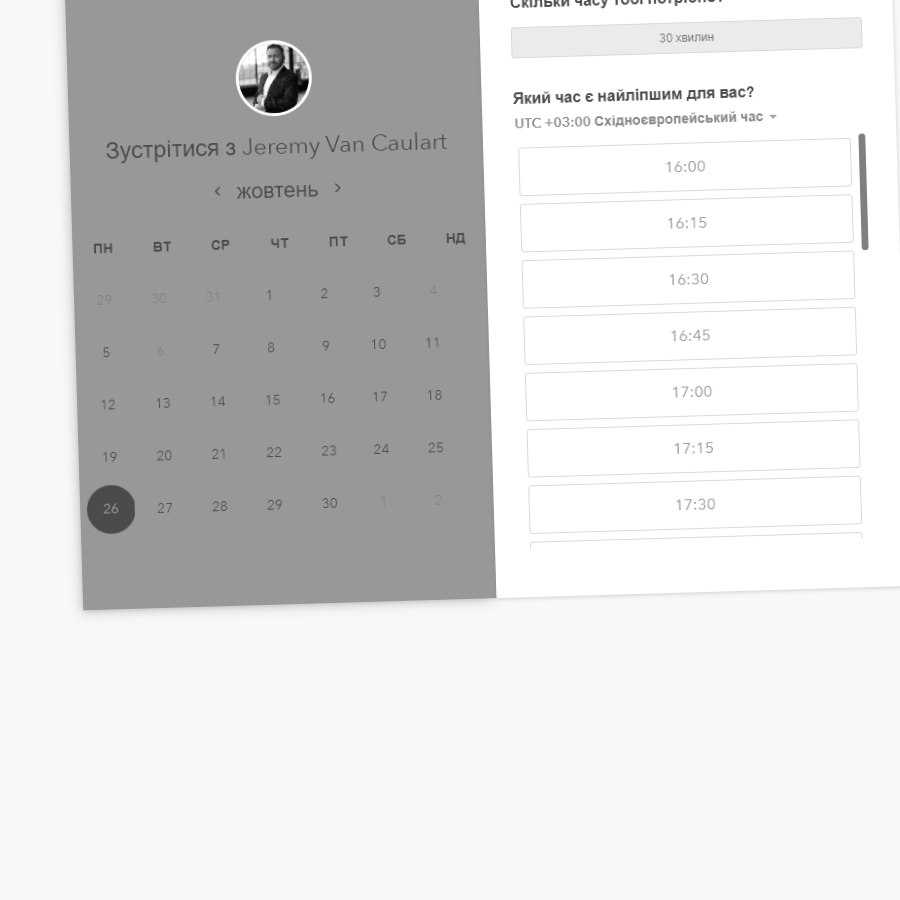 Зустрітися з Jeremy Van Caulart
‹ жовтень ›
ПН ВТ СР ЧТ ПТ СБ НД
29 30 31 1 2 3 4
5 6 7 8 9 10 11
12 13 14 15 16 17 18
19 20 21 22 23 24 25
26 27 28 29 30 1 2
Скільки часу тобі потрібно?
30 хвилин
Який час є найліпшим для вас?
UTC +03:00 Східноєвропейський час
16:00
16:15
16:30
16:45
17:00
17:15
17:30